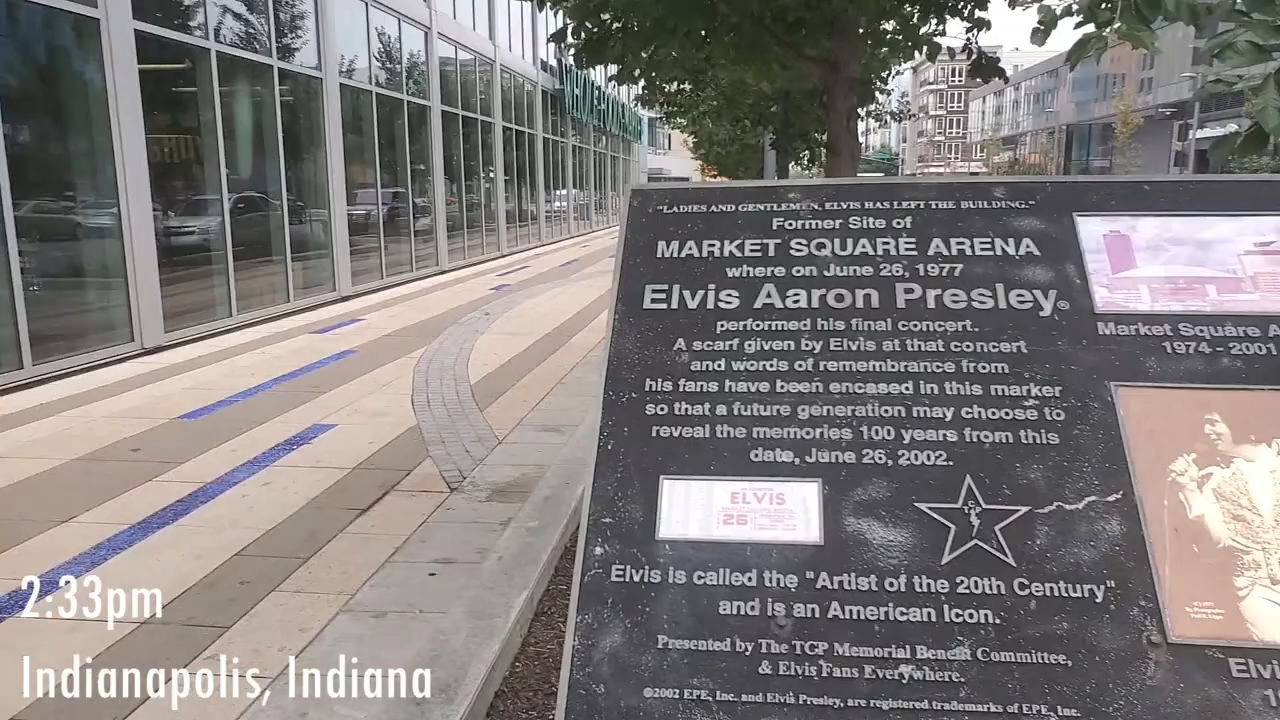 WHOLE FOODS
"LADIES AND GENTLEMEN, ELVIS HAS LEFT THE BUILDING."
Former Site of
MARKET SQUARE ARENA
where on June 26, 1977
Elvis Aaron Presley®
performed his final concert.
A scarf given by Elvis at that concert
and words of remembrance from
his fans have been encased in this marker
so that a future generation may choose to
reveal the memories 100 years from this
date, June 26, 2002.
ELVIS
26
TCP
Elvis is called the "Artist of the 20th Century"
and is an American Icon.
Presented by The TCP Memorial Benefit Committee,
& Elvis Fans Everywhere.
©2002 EPE, Inc. and Elvis Presley, are registered trademarks of EPE, Inc.
Market Square A
1974 - 2001
Elvi
1
2:33pm
Indianapolis, Indiana